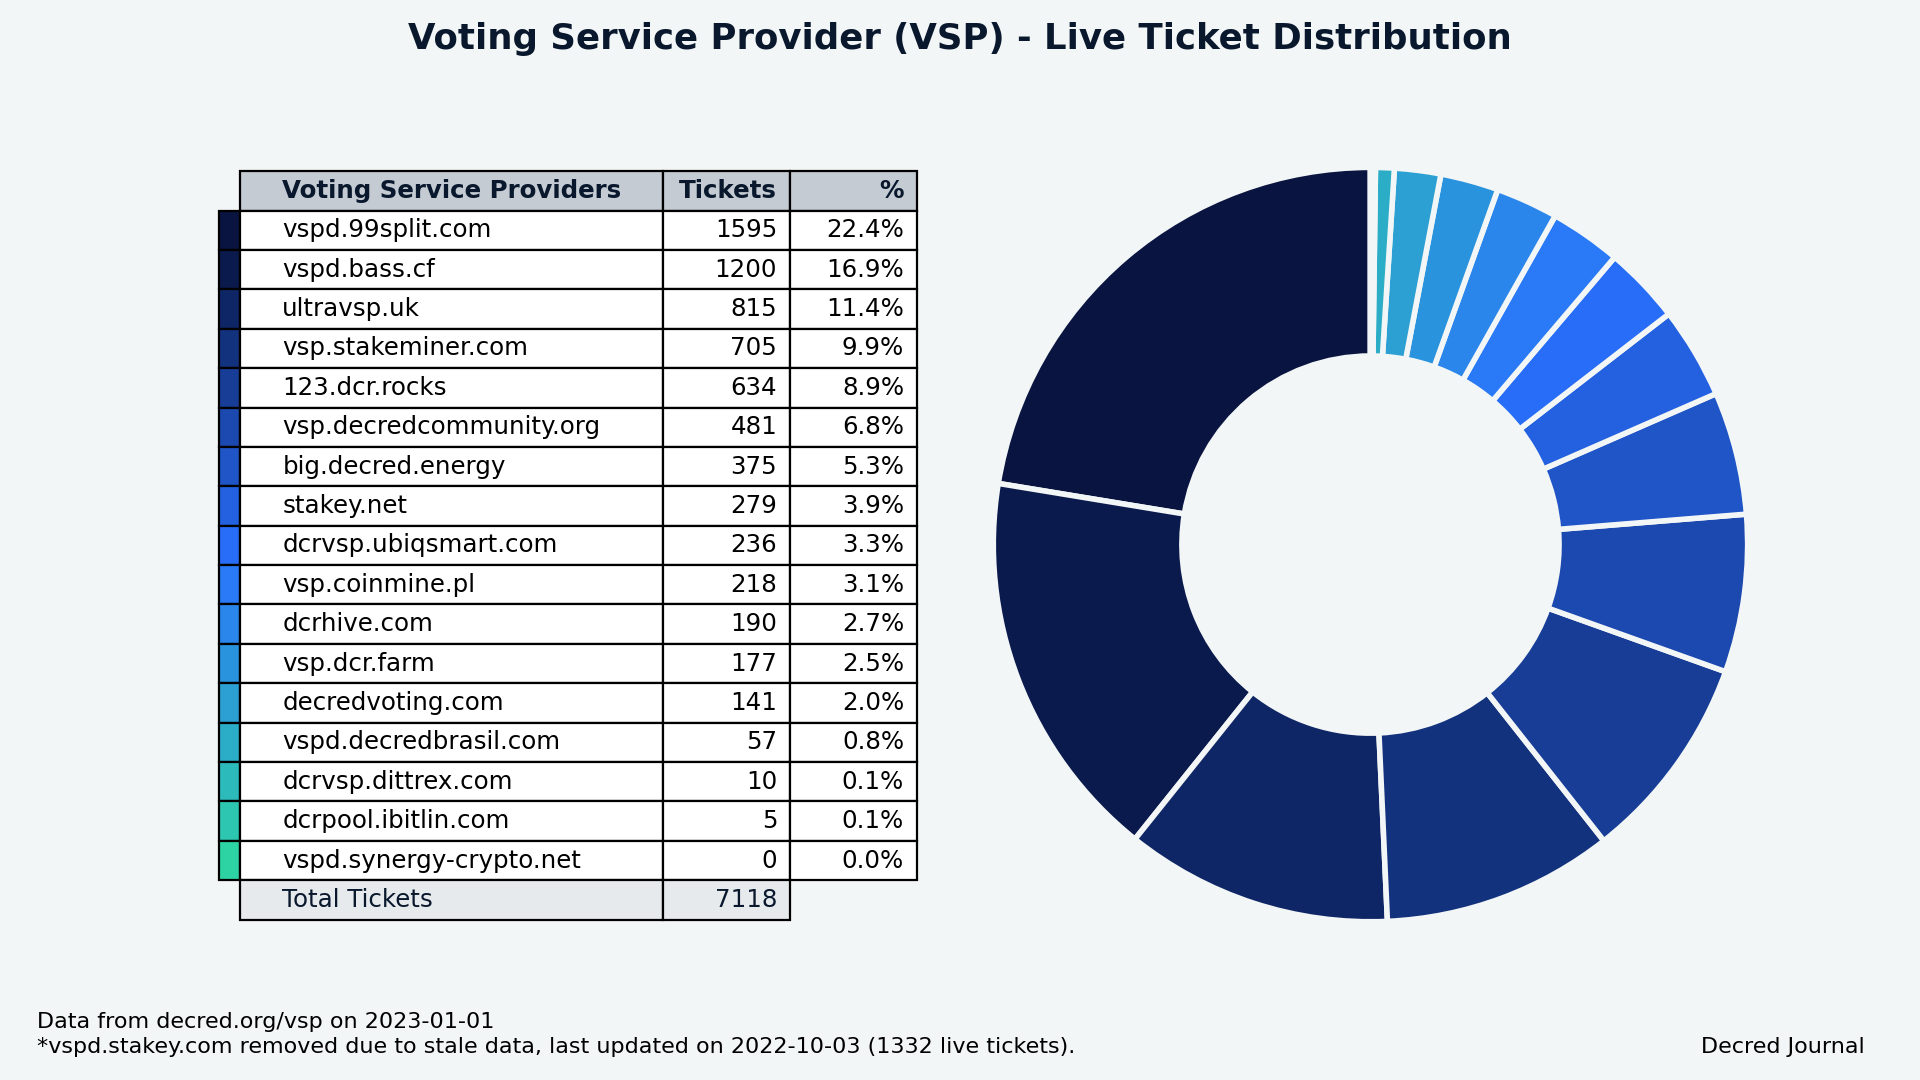 Voting Service Provider (VSP) - Live Ticket Distribution
Voting Service Providers Tickets %
vspd.99split.com 1595 22.4%
vspd.bass.cf 1200 16.9%
ultravsp.uk 815 11.4%
vsp.stakeminer.com 705 9.9%
123.dcr.rocks 634 8.9%
vsp.decredcommunity.org 481 6.8%
big.decred.energy 375 5.3%
stakey.net 279 3.9%
dcrvsp.ubiqsmart.com 236 3.3%
vsp.coinmine.pl 218 3.1%
dcrhive.com 190 2.7%
vsp.dcr.farm 177 2.5%
decredvoting.com 141 2.0%
vspd.decredbrasil.com 57 0.8%
dcrvsp.dittrex.com 10 0.1%
dcrpool.ibitlin.com 5 0.1%
vspd.synergy-crypto.net 0 0.0%
Total Tickets 7118
Data from decred.org/vsp on 2023-01-01
*vspd.stakey.com removed due to stale data, last updated on 2022-10-03 (1332 live tickets).
Decred Journal